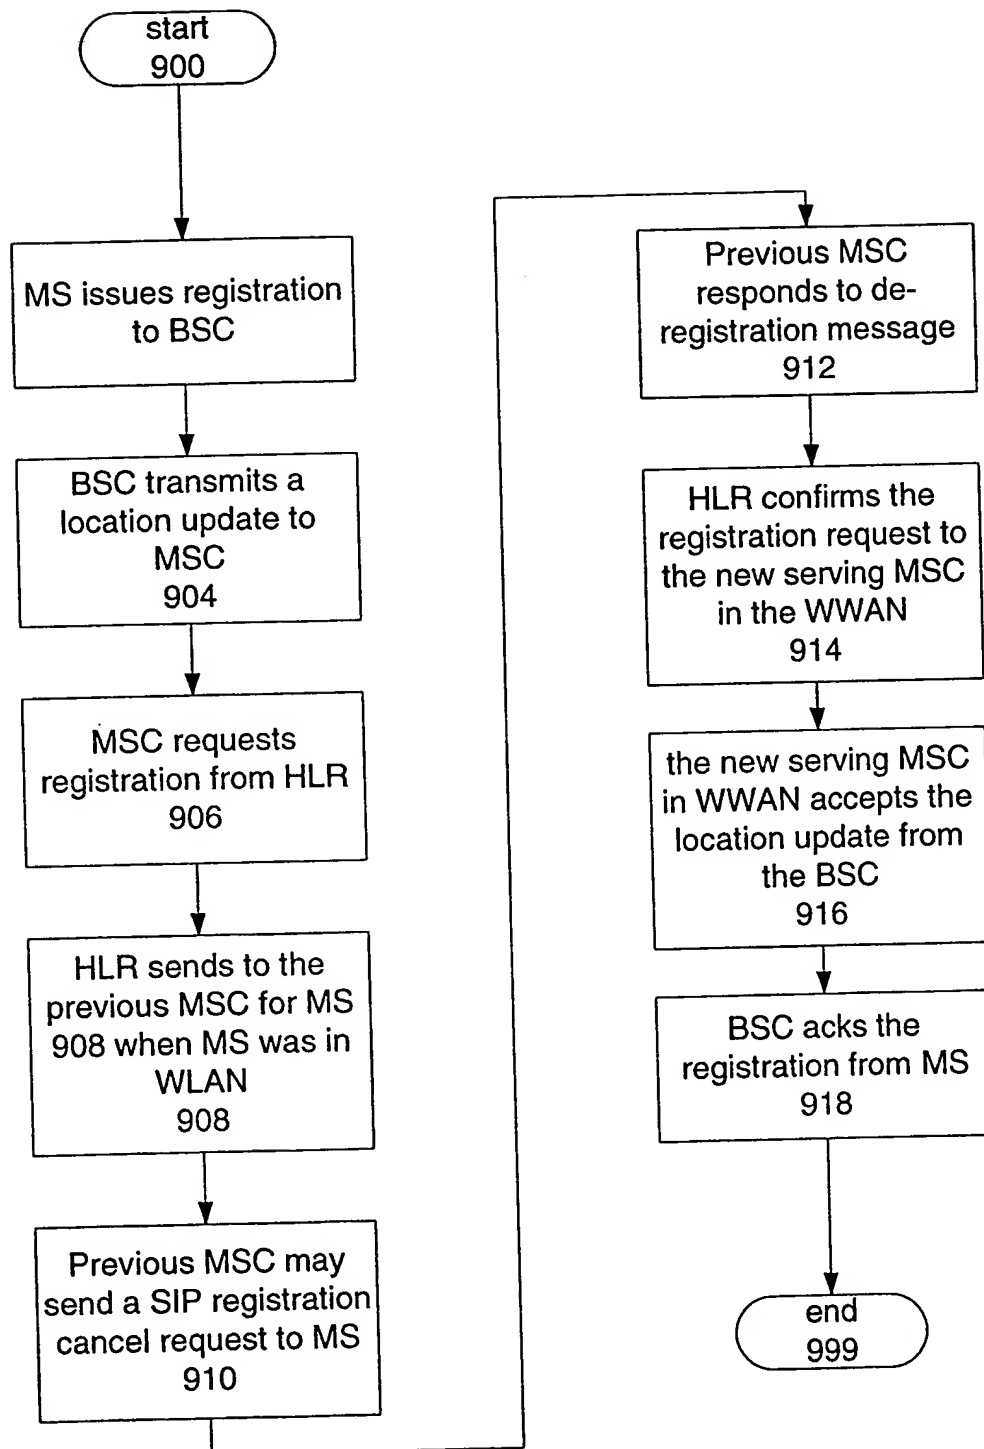 start
900
MS issues registration
to BSC
BSC transmits a
location update to
MSC
904
MSC requests
registration from HLR
906
HLR sends to the
previous MSC for MS
908 when MS was in
WLAN
908
Previous MSC may
send a SIP registration
cancel request to MS
910
Previous MSC
responds to de-
registration message
912
HLR confirms the
registration request to
the new serving MSC
in the WWAN
914
the new serving MSC
in WWAN accepts the
location update from
the BSC
916
BSC acks the
registration from MS
918
end
999